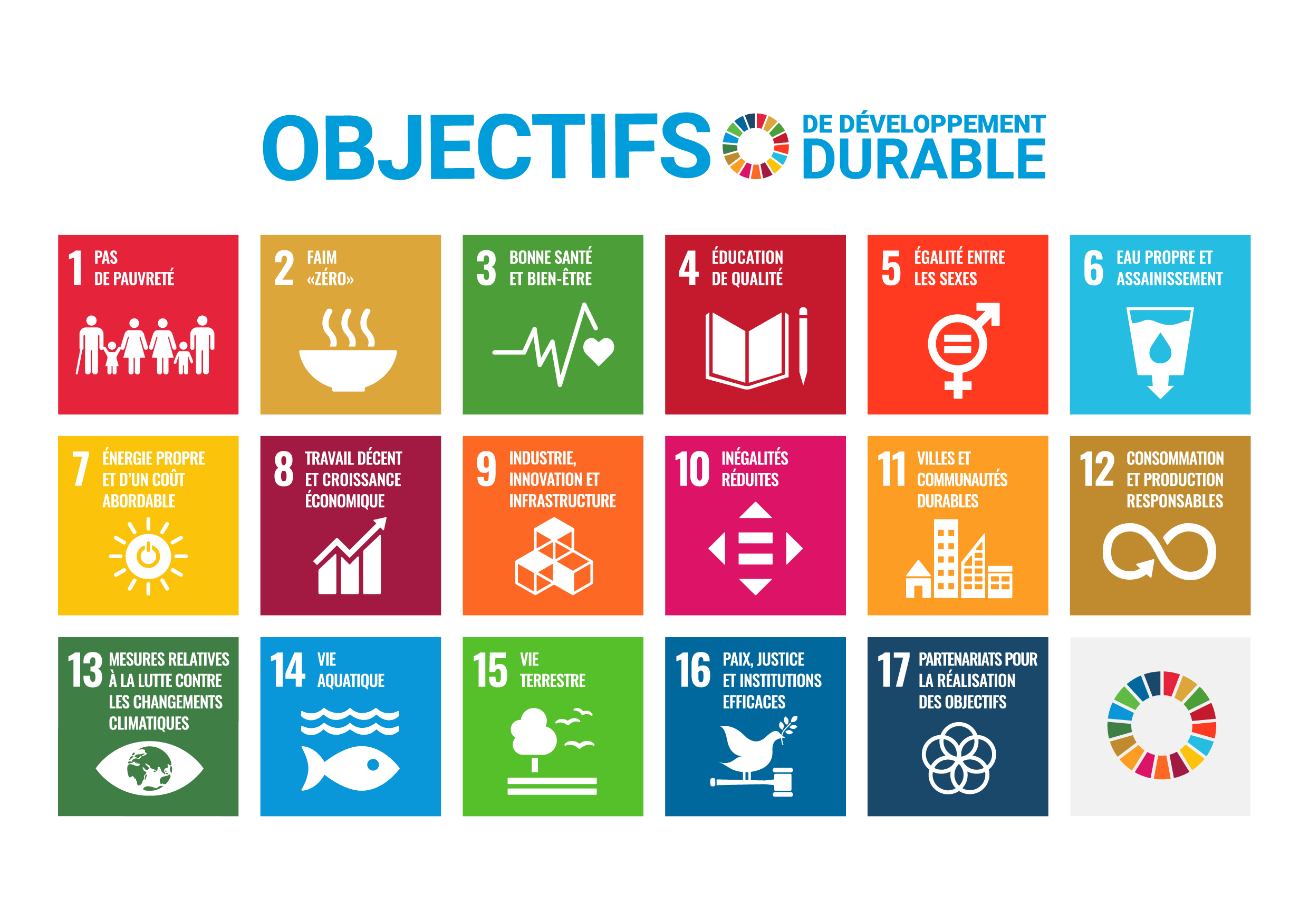 OBJECTIFS
DE DÉVELOPPEMENT
DURABLE
1 PAS
DE PAUVRETÉ
2 FAIM
«ZÉRO»
3 BONNE SANTÉ
ET BIEN-ÊTRE
4 ÉDUCATION
DE QUALITÉ
5 ÉGALITÉ ENTRE
LES SEXES
6 EAU PROPRE ET
ASSAINISSEMENT
7 ÉNERGIE PROPRE
ET D'UN COÛT
ABORDABLE
8 TRAVAIL DÉCENT
ET CROISSANCE
ÉCONOMIQUE
9 INDUSTRIE,
INNOVATION ET
INFRASTRUCTURE
10 INÉGALITÉS
RÉDUITES
11 VILLES ET
COMMUNAUTÉS
DURABLES
12 CONSOMMATION
ET PRODUCTION
RESPONSABLES
13 MESURES RELATIVES
À LA LUTTE CONTRE
LES CHANGEMENTS
CLIMATIQUES
14 VIE
AQUATIQUE
15 VIE
TERRESTRE
16 PAIX, JUSTICE
ET INSTITUTIONS
EFFICACES
17 PARTENARIATS POUR
LA RÉALISATION
DES OBJECTIFS